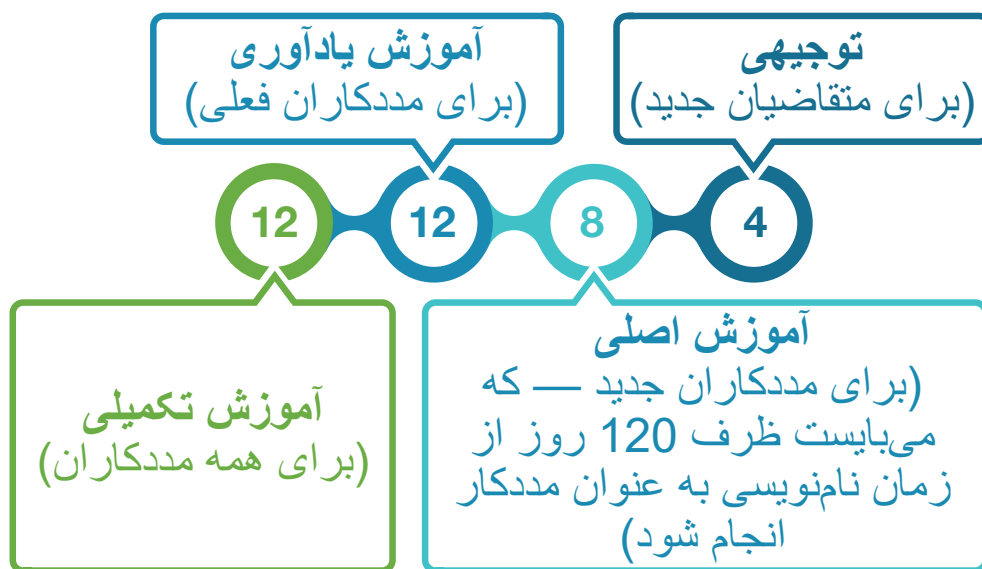 توجیهی
(برای متقاضیان جدید)
آموزش یادآوری
(برای مددکاران فعلی)
4
8
12
12
آموزش اصلی
(برای مددکاران جدید — که
می‌بایست ظرف 120 روز از
زمان نام‌نویسی به عنوان مددکار
انجام شود)
آموزش تکمیلی
(برای همه مددکاران)